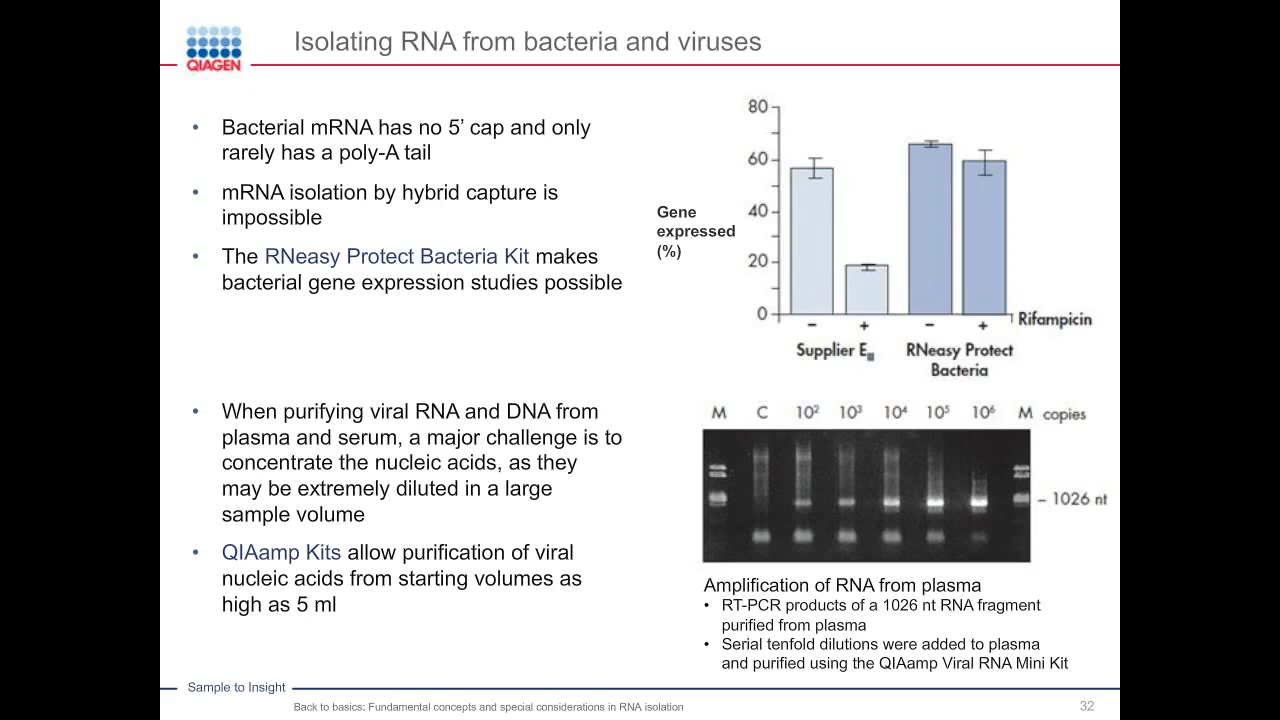 QIAGEN
Isolating RNA from bacteria and viruses
• Bacterial mRNA has no 5’ cap and only
rarely has a poly-A tail
• mRNA isolation by hybrid capture is
impossible
• The RNeasy Protect Bacteria Kit makes
bacterial gene expression studies possible
80
60
40
20
0
Gene
expressed
(%)
– + – + Rifampicin
Supplier EIII
RNeasy Protect
Bacteria
• When purifying viral RNA and DNA from
plasma and serum, a major challenge is to
concentrate the nucleic acids, as they
may be extremely diluted in a large
sample volume
• QIAamp Kits allow purification of viral
nucleic acids from starting volumes as
high as 5 ml
M C 10² 10³ 10⁴ 10⁵ 10⁶ M copies
– 1026 nt
Amplification of RNA from plasma
• RT-PCR products of a 1026 nt RNA fragment
purified from plasma
• Serial tenfold dilutions were added to plasma
and purified using the QIAamp Viral RNA Mini Kit
Sample to Insight
Back to basics: Fundamental concepts and special considerations in RNA isolation
32